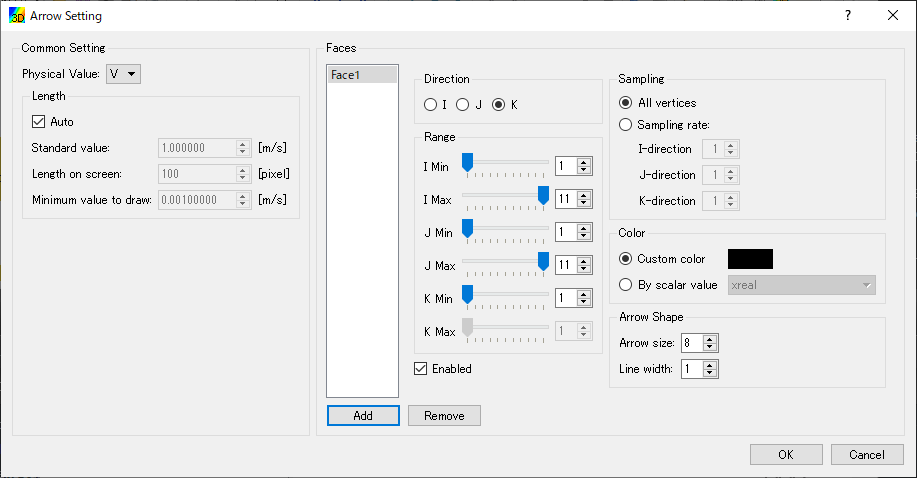 3D Arrow Setting ?
Common Setting
Physical Value: V
Length
Auto
Standard value: 1.000000 [m/s]
Length on screen: 100 [pixel]
Minimum value to draw: 0.00100000 [m/s]
Faces
Face1
Add
Remove
Direction
I J K
Range
I Min 1
I Max 11
J Min 1
J Max 11
K Min 1
K Max 1
Enabled
Sampling
All vertices
Sampling rate:
I-direction 1
J-direction 1
K-direction 1
Color
Custom color
By scalar value xreal
Arrow Shape
Arrow size: 8
Line width: 1
OK
Cancel